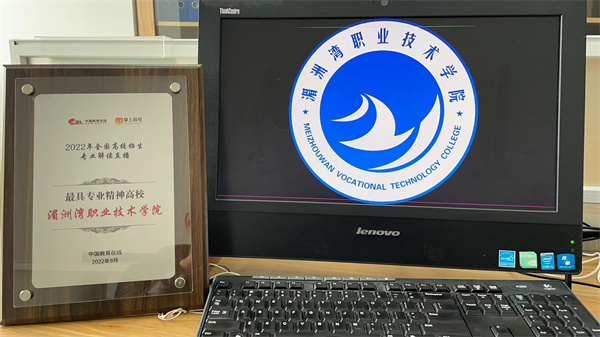 中国教育在线
掌上高考
2022年全国高校招生
专业解读直播
最具专业精神高校
湄洲湾职业技术学院
中国教育在线
2022年9月
ThinkCentre
湄洲湾职业技术学院
MEIZHOUWAN VOCATIONAL TECHNOLOGY COLLEGE
lenovo